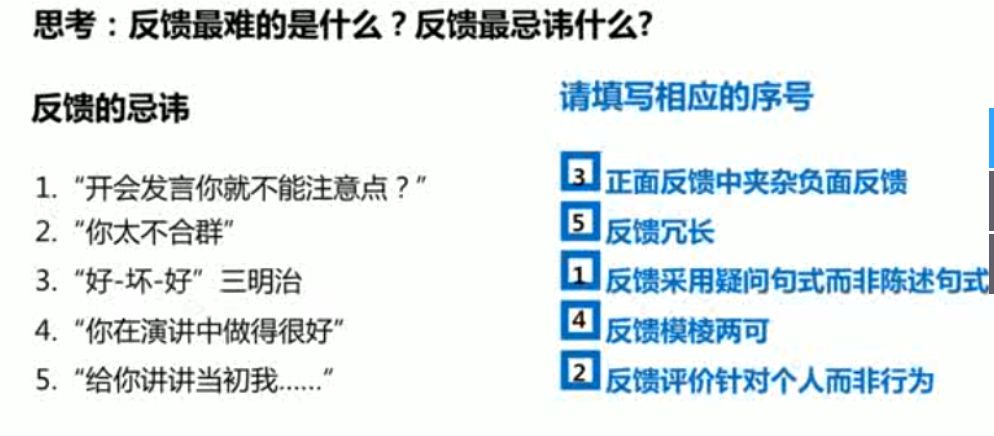 思考：反馈最难的是什么？反馈最忌讳什么?
反馈的忌讳
请填写相应的序号
1. “开会发言你就不能注意点？”
2. “你太不合群”
3. “好-坏-好”三明治
4. “你在演讲中做得很好”
5. “给你讲讲当初我……”
3 正面反馈中夹杂负面反馈
5 反馈冗长
1 反馈采用疑问句式而非陈述句式
4 反馈模棱两可
2 反馈评价针对个人而非行为